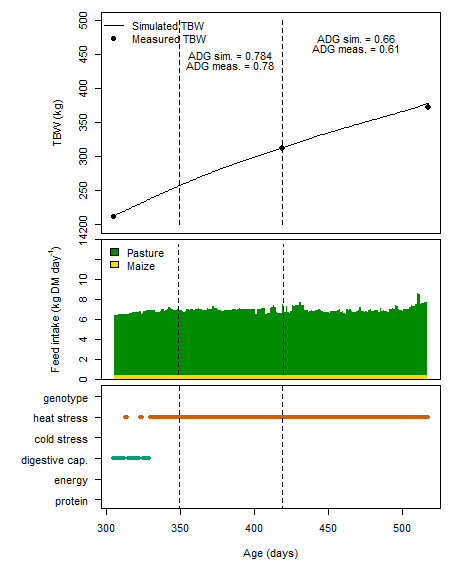 500
450
400
350
300
250
200
TBW (kg)
Simulated TBW
Measured TBW
ADG sim. = 0.784
ADG meas. = 0.78
ADG sim. = 0.66
ADG meas. = 0.61
14
10
8
6
4
2
0
Feed intake (kg DM day-1)
Pasture
Maize
genotype
heat stress
cold stress
digestive cap.
energy
protein
300 350 400 450 500
Age (days)